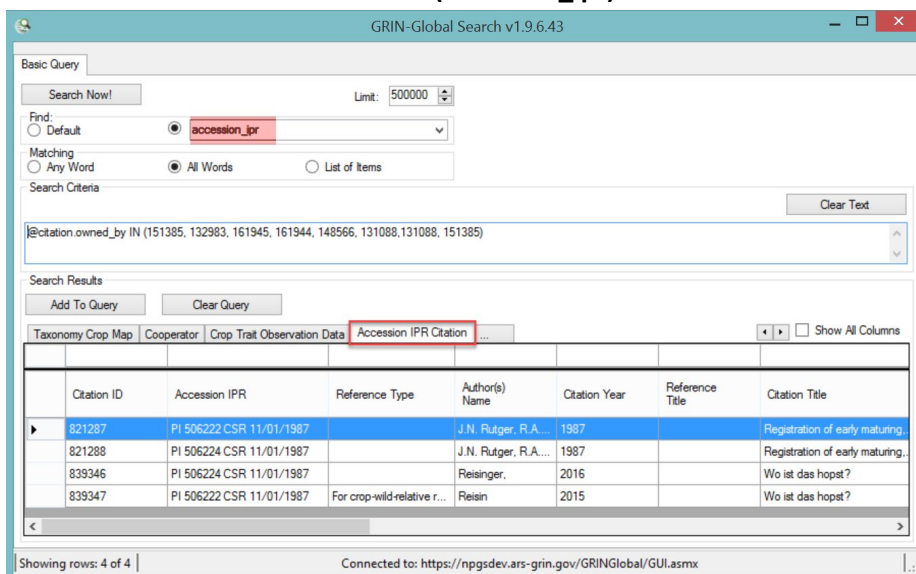 GRIN-Global Search v1.9.6.43
Basic Query
Search Now!
Limit: 500000
Find:
Default
accession_ipr
Matching
Any Word
All Words
List of Items
Search Criteria
Clear Text
@citation.owned_by IN (151385, 132983, 161945, 161944, 148566, 131088,131088, 151385)
Search Results
Add To Query
Clear Query
Taxonomy Crop Map
Cooperator
Crop Trait Observation Data
Accession IPR Citation
...
Show All Columns
Citation ID
Accession IPR
Reference Type
Author(s) Name
Citation Year
Reference Title
Citation Title
821287 PI 506222 CSR 11/01/1987 J.N. Rutger, R.A.... 1987 Registration of early maturing,..
821288 PI 506224 CSR 11/01/1987 J.N. Rutger, R.A.... 1987 Registration of early maturing,..
839346 PI 506224 CSR 11/01/1987 Reisinger, 2016 Wo ist das hopst?
839347 PI 506222 CSR 11/01/1987 For crop-wild-relative r... Reisin 2015 Wo ist das hopst?
Showing rows: 4 of 4
Connected to: https://npgsdev.ars-grin.gov/GRINGlobal/GUI.asmx